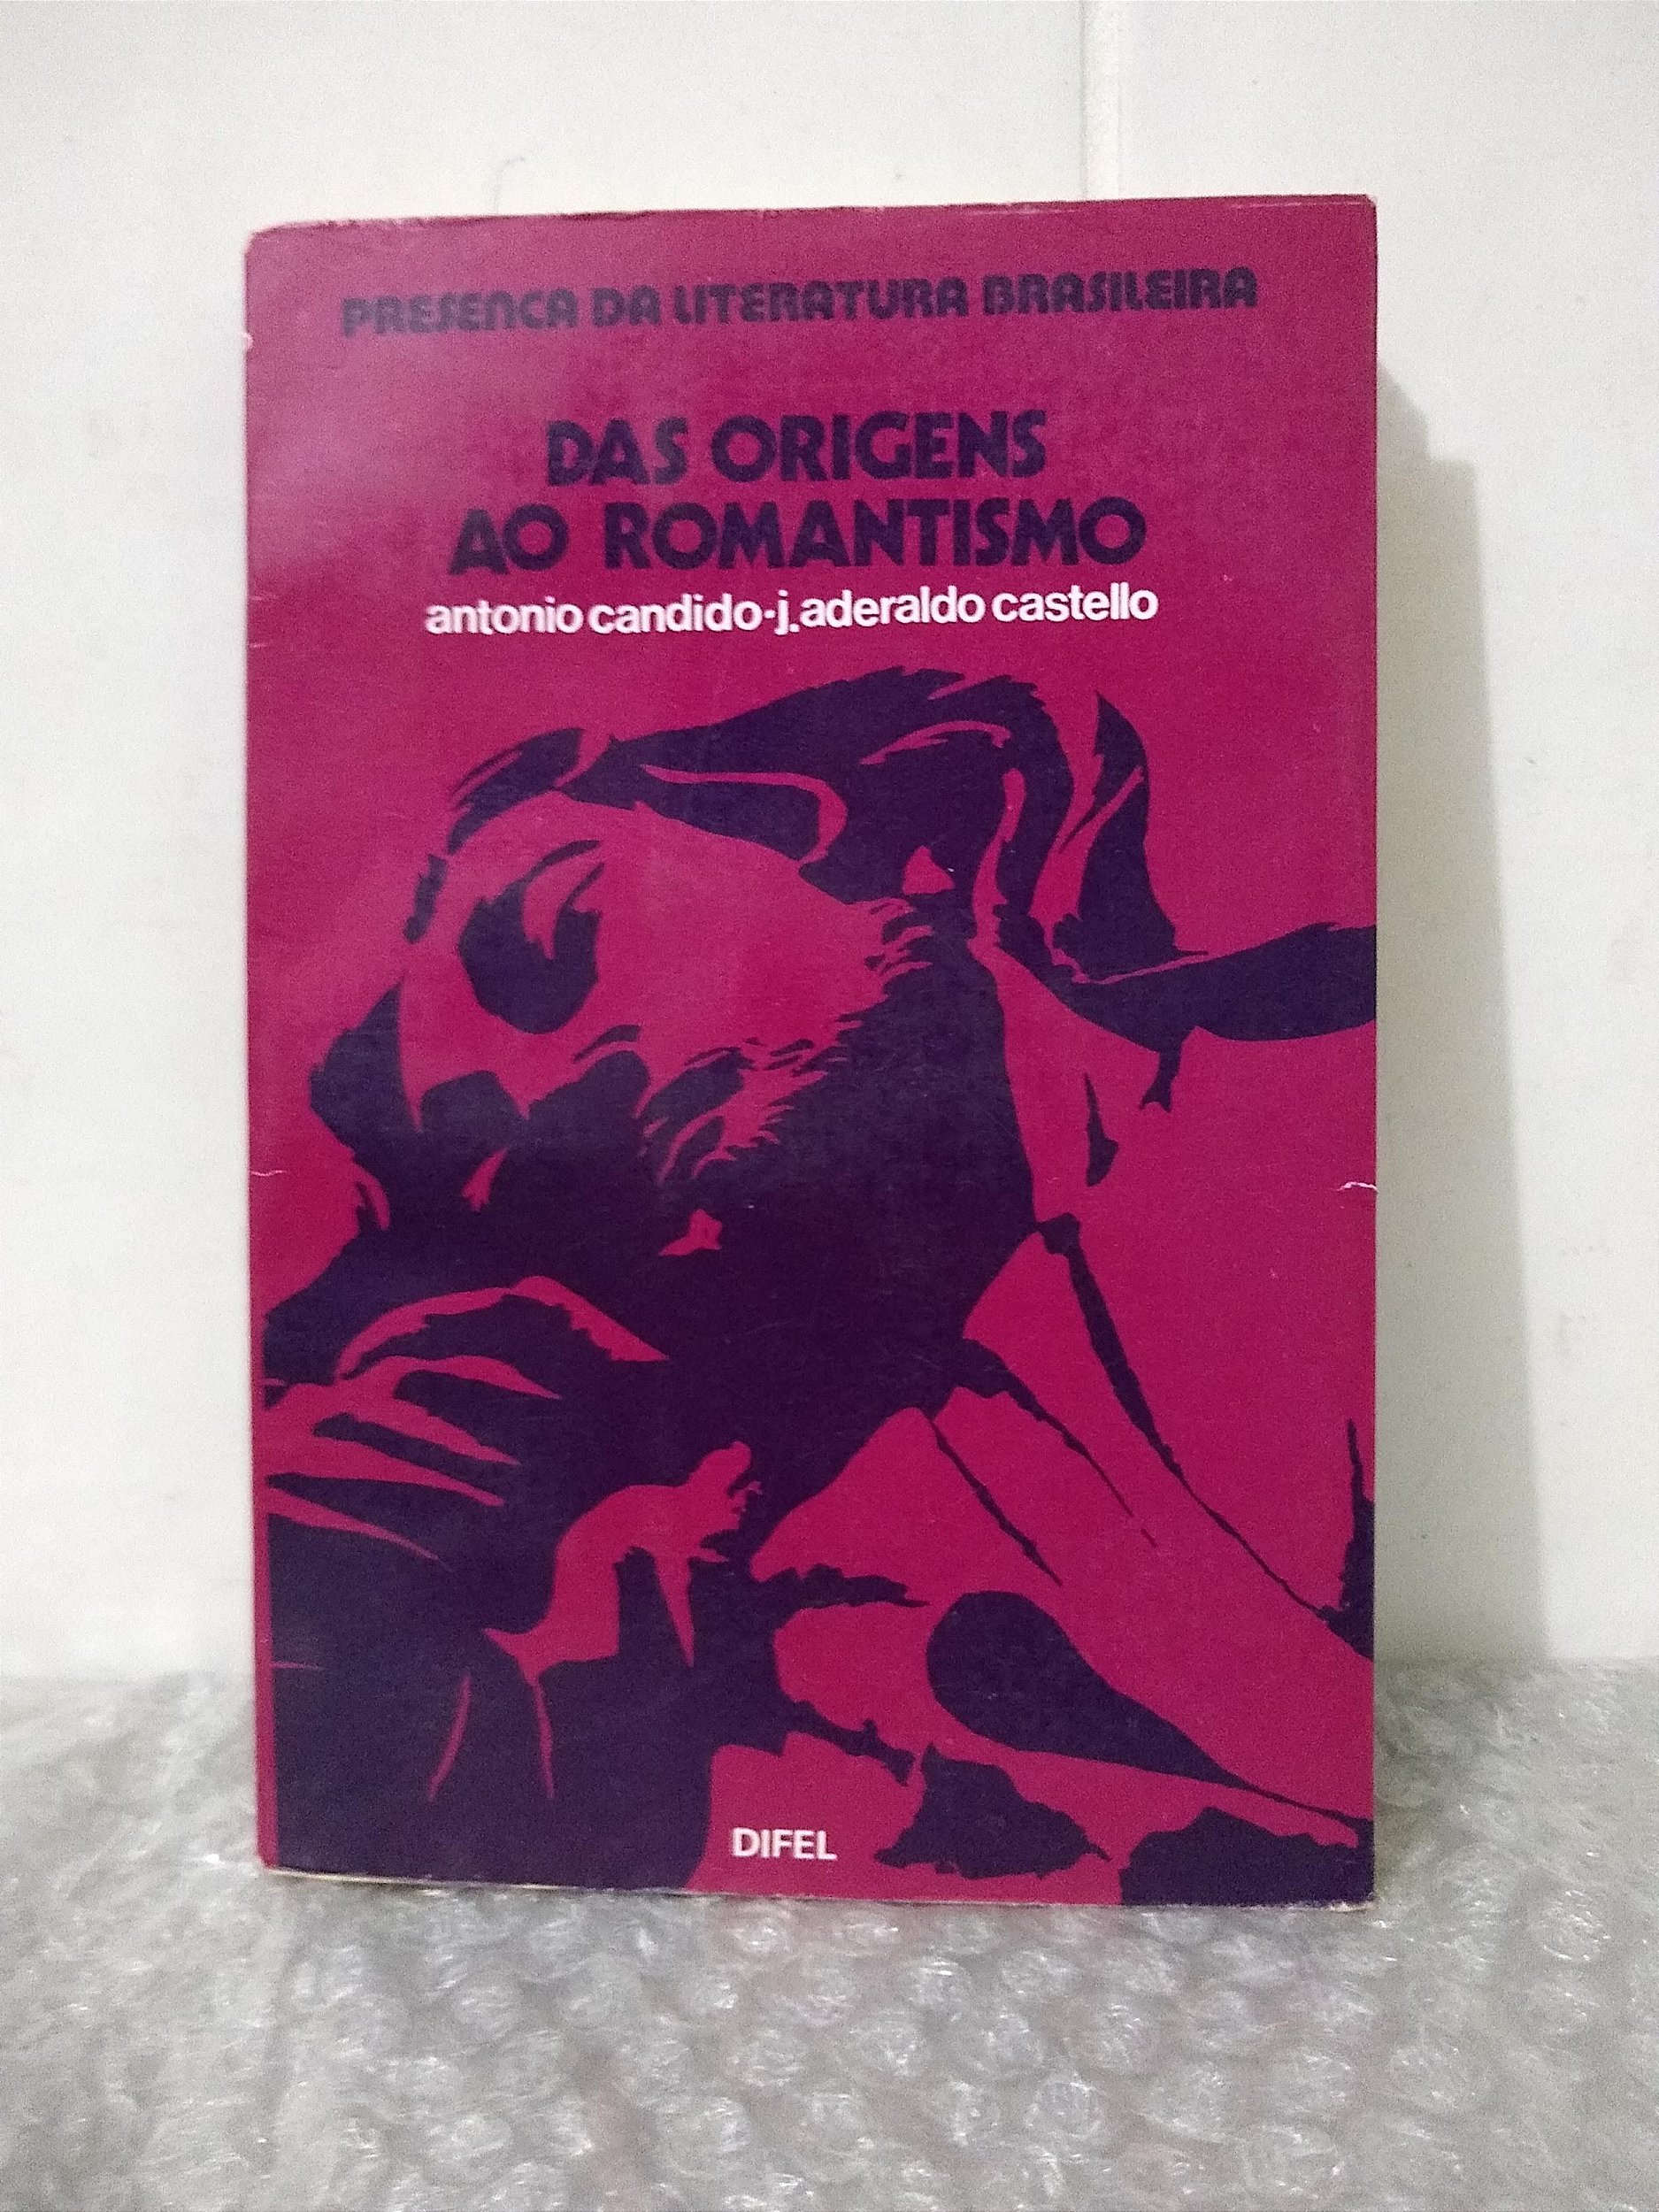 PRESENCA DA LITERATURA BRASILEIRA
DAS ORIGENS
AO ROMANTISMO
antonio candido·j.aderaldo castello
DIFEL